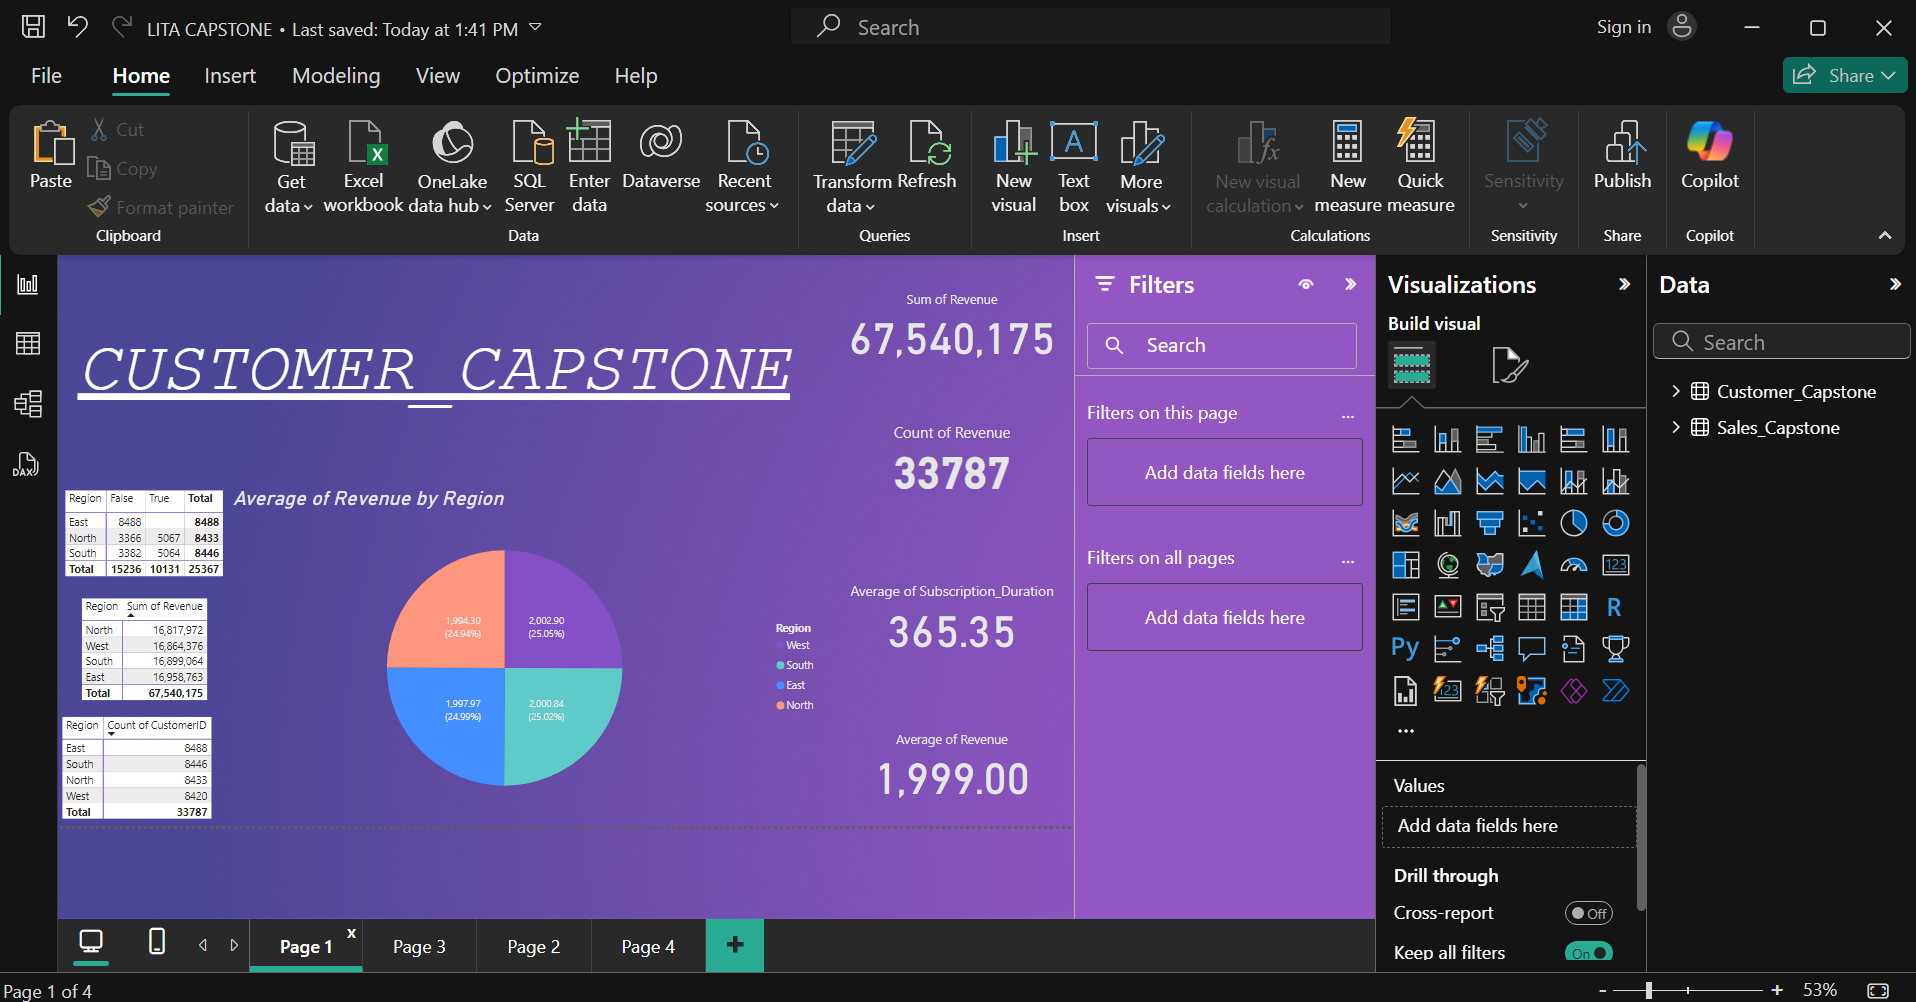 LITA CAPSTONE • Last saved: Today at 1:41 PM
Search
Sign in
File Home Insert Modeling View Optimize Help
Share
Paste
Cut
Copy
Format painter
Clipboard
Get data
Excel workbook
OneLake data hub
SQL Server
Enter data
Dataverse
Recent sources
Data
Transform data
Refresh
Queries
New visual
Text box
More visuals
Insert
New visual calculation
New measure
Quick measure
Calculations
Sensitivity
Sensitivity
Publish
Share
Copilot
Copilot
DAX
CUSTOMER_CAPSTONE
Sum of Revenue
67,540,175
Count of Revenue
33787
Average of Subscription_Duration
365.35
Average of Revenue
1,999.00
Region False True Total
East 8488 8488
North 3366 5067 8433
South 3382 5064 8446
Total 15236 10131 25367
Region Sum of Revenue
North 16,817,972
West 16,864,376
South 16,899,064
East 16,958,763
Total 67,540,175
Region Count of CustomerID
East 8488
South 8446
North 8433
West 8420
Total 33787
Average of Revenue by Region
1,994.30
(24.94%)
2,002.90
(25.05%)
1,997.97
(24.99%)
2,000.84
(25.02%)
Region
West
South
East
North
Filters
Search
Filters on this page ...
Add data fields here
Filters on all pages ...
Add data fields here
Visualizations
Build visual
123
R
Py
123
...
Values
Add data fields here
Drill through
Cross-report Off
Keep all filters On
Data
Search
Customer_Capstone
Sales_Capstone
Page 1 x
Page 3
Page 2
Page 4
+
Page 1 of 4
- + 53%